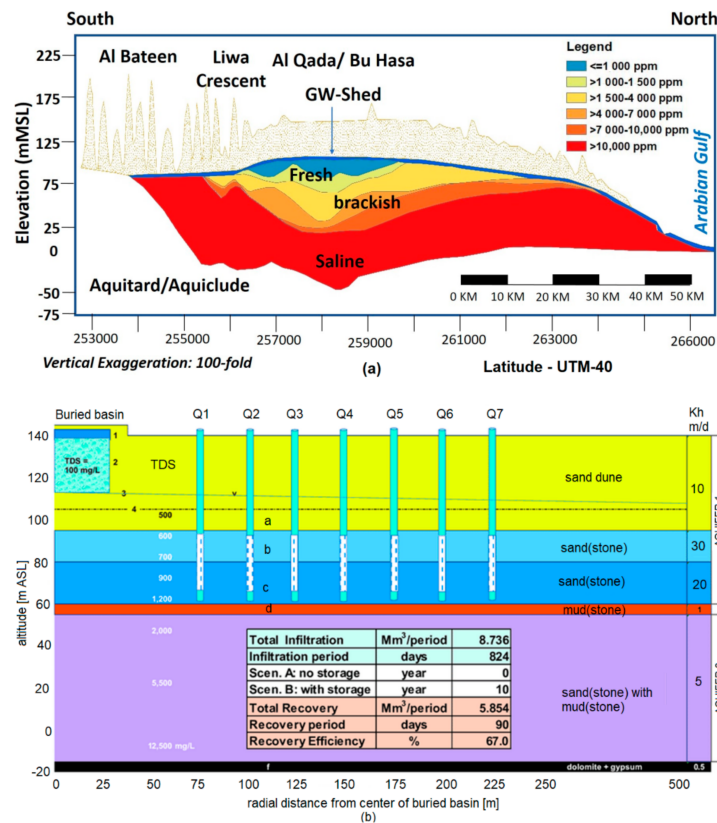 South
North
Al Bateen
Liwa
Crescent
Al Qada/ Bu Hasa
GW-Shed
Legend
<=1 000 ppm
>1 000-1 500 ppm
>1 500-4 000 ppm
>4 000-7 000 ppm
>7 000-10,000 ppm
>10,000 ppm
Elevation (mMSL)
225
175
125
75
25
0
-50
-75
Fresh
brackish
Saline
Aquitard/Aquiclude
Arabian Gulf
0 KM
10 KM
20 KM
30 KM
40 KM
50 KM
253000
255000
256000
257000
259000
261000
263000
266000
Vertical Exaggeration: 100-fold
(a)
Latitude - UTM-40
Buried basin
Q1
Q2
Q3
Q4
Q5
Q6
Q7
Kh
m/d
altitude [m ASL]
140
120
100
80
60
40
20
0
-20
TDS =
100 mg/L
1
2
3
4
TDS
v
500
600
700
900
1,200
2,000
5,500
12,500 mg/L
a
b
c
d
f
sand dune
sand(stone)
sand(stone)
mud(stone)
sand(stone) with
mud(stone)
dolomite + gypsum
10
30
20
1
5
0.5
Total Infiltration Mm³/period 8.736
Infiltration period days 824
Scen. A: no storage year 0
Scen. B: with storage year 10
Total Recovery Mm³/period 5.854
Recovery period days 90
Recovery Efficiency % 67.0
0
25
50
75
100
125
150
175
200
225
250
500
radial distance from center of buried basin [m]
(b)